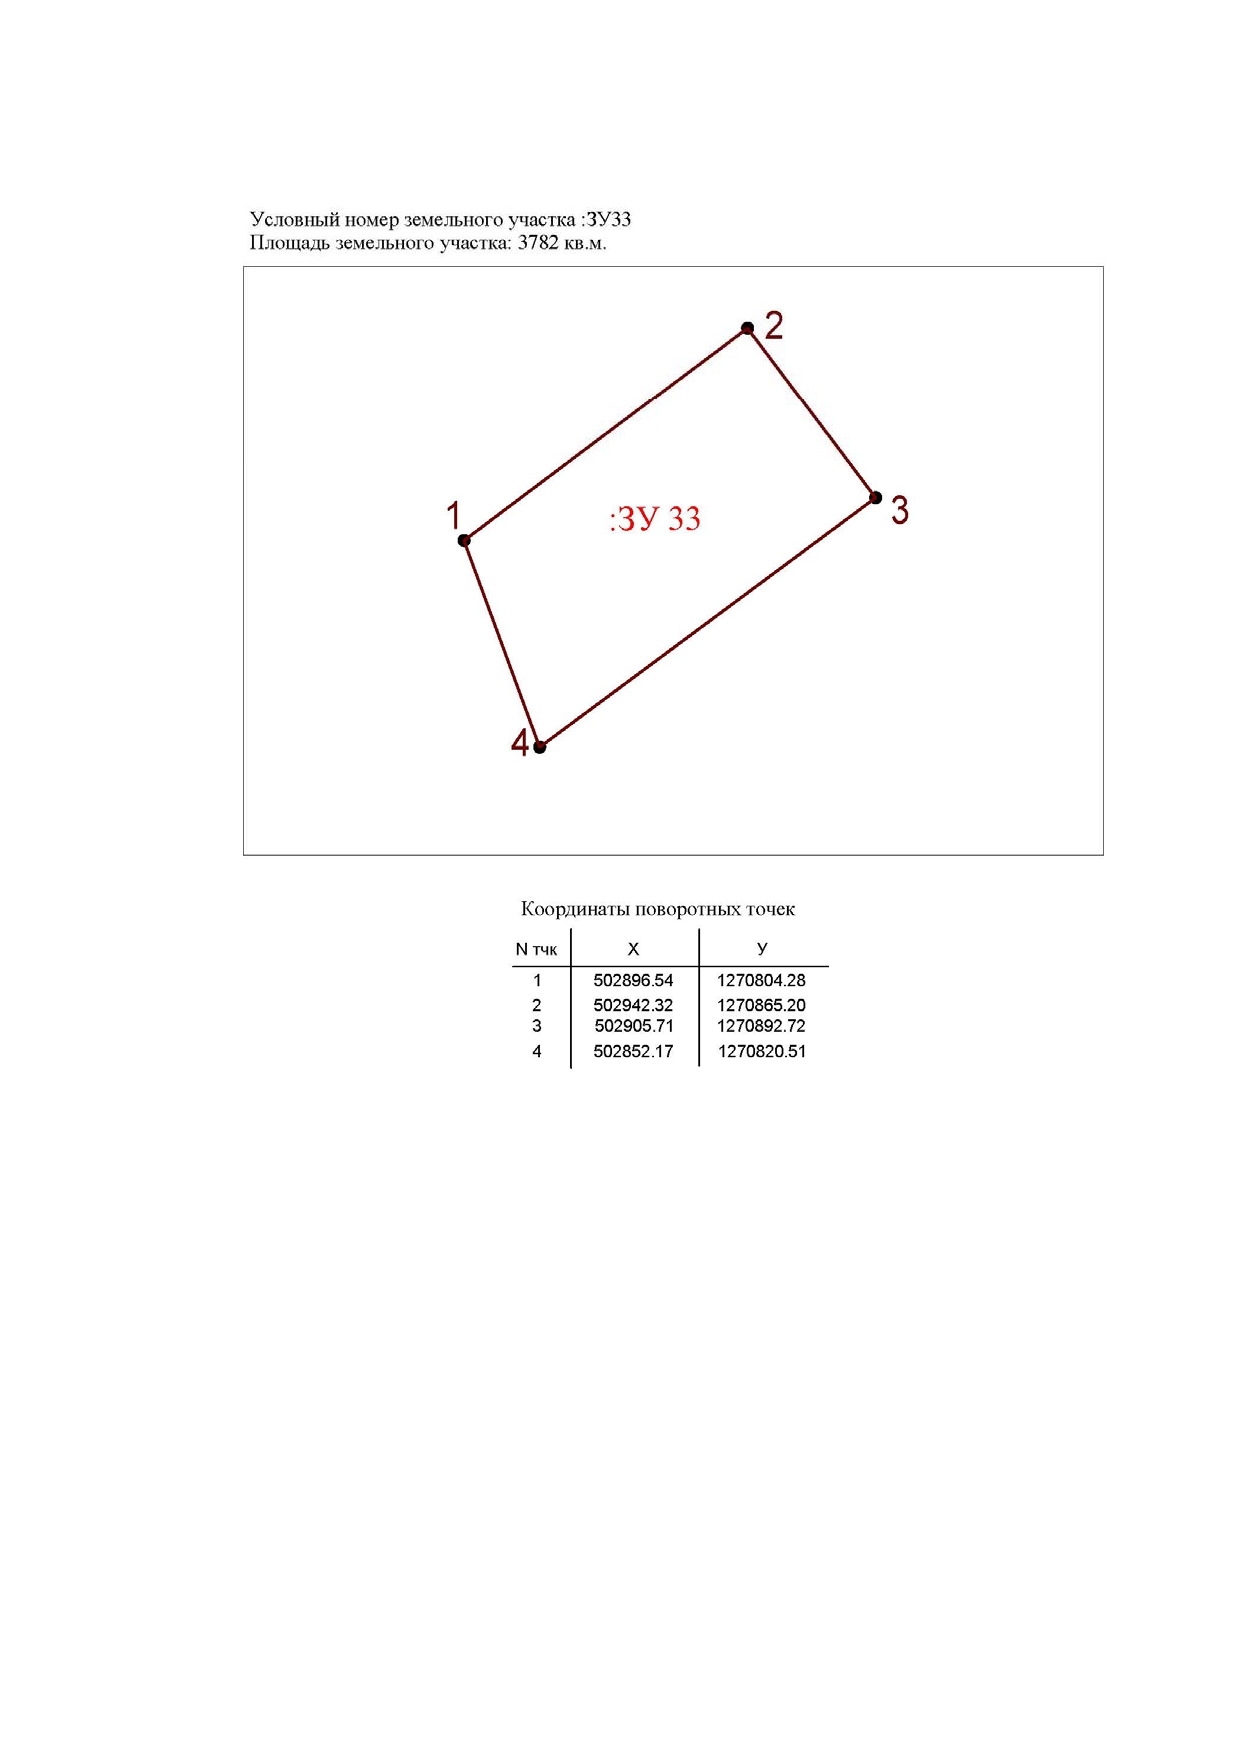 Условный номер земельного участка :ЗУ33
Площадь земельного участка: 3782 кв.м.
2
1
3
:ЗУ 33
4
Координаты поворотных точек
N тчк X У
1 502896.54 1270804.28
2 502942.32 1270865.20
3 502905.71 1270892.72
4 502852.17 1270820.51